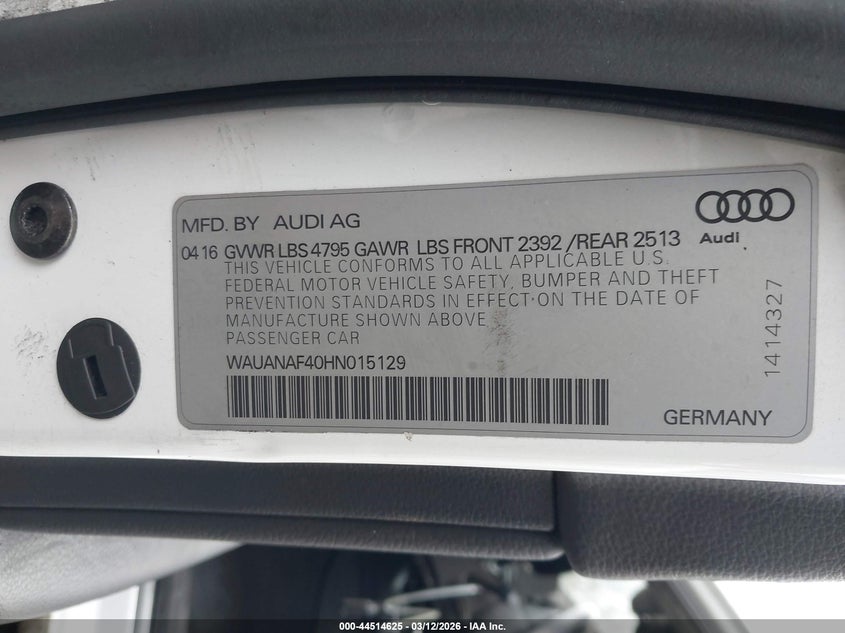 MFD. BY AUDI AG
Audi
04 16 GVWR LBS 4795 GAWR LBS FRONT 2392 /REAR 2513
THIS VEHICLE CONFORMS TO ALL APPLICABLE U.S.
FEDERAL MOTOR VEHICLE SAFETY, BUMPER AND THEFT
PREVENTION STANDARDS IN EFFECT ON THE DATE OF
MANUFACTURE SHOWN ABOVE
PASSENGER CAR
WAUANAF40HN015129
1414327
GERMANY
000-44514625 - 03/12/2026 - IAA Inc.